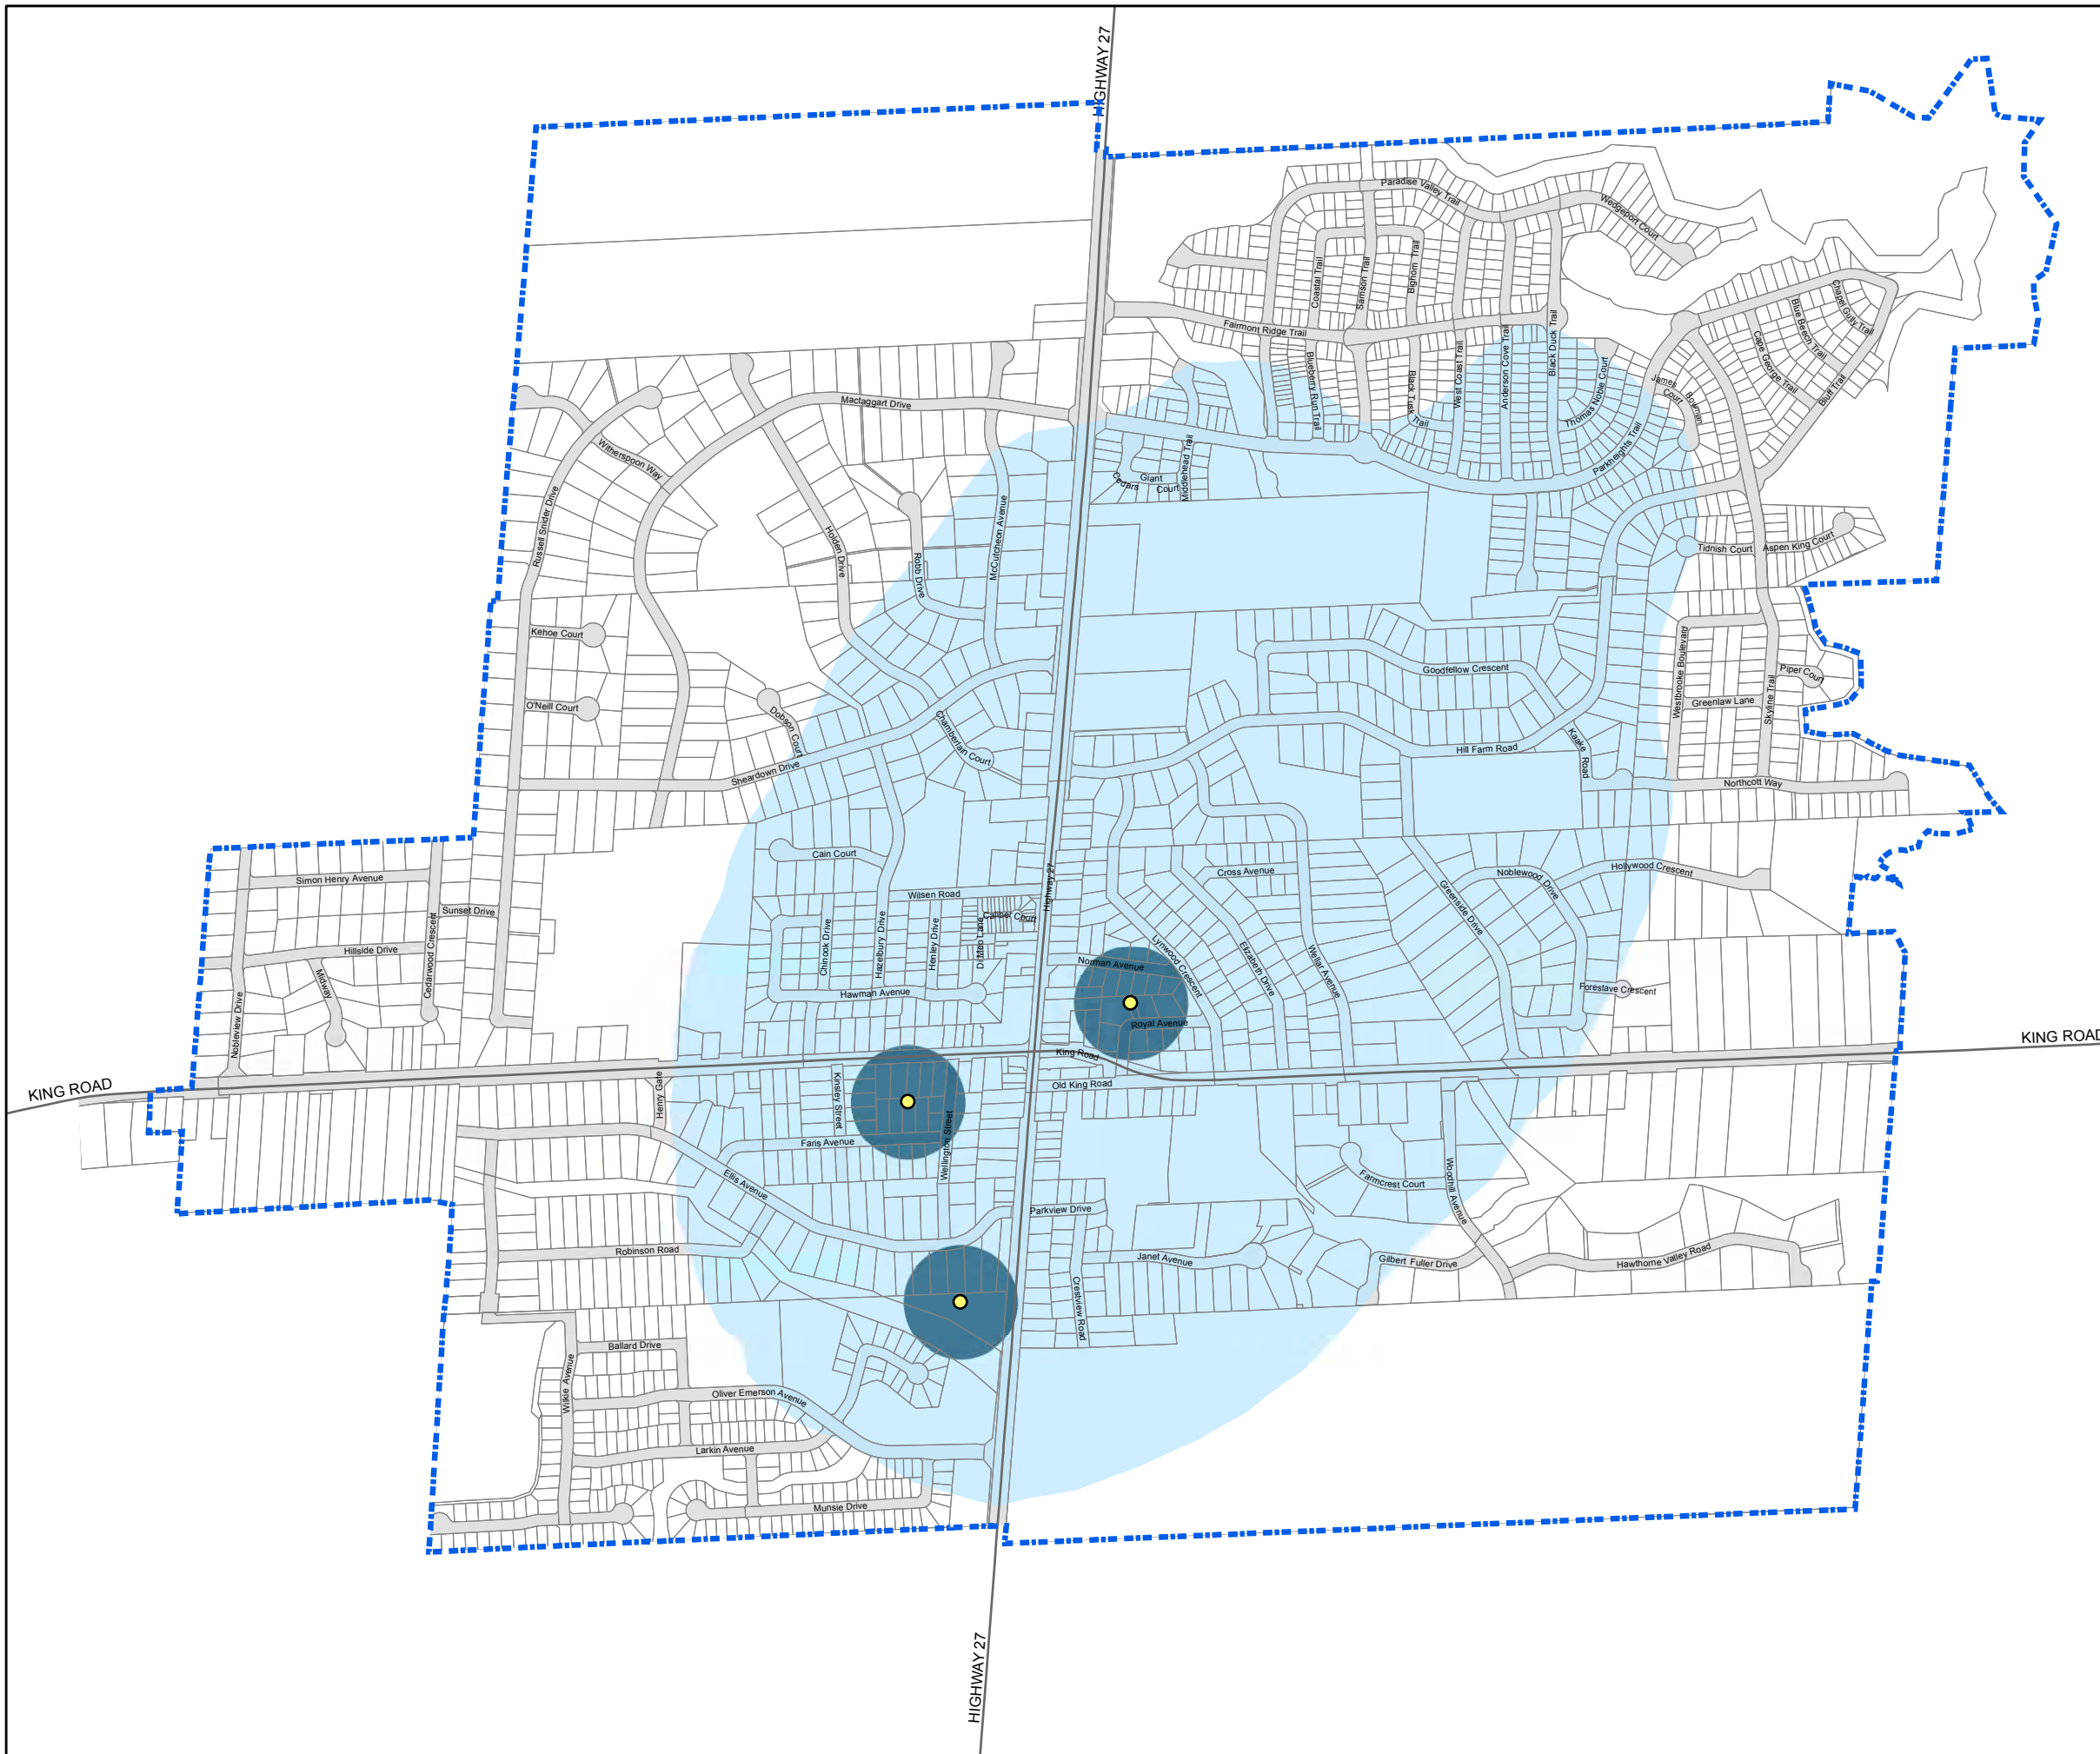 HIGHWAY 27
Paradise Valley Trail
Wedgeport Court
Coastal Trail
Samson Trail
Bighorn Trail
Chapel Gully Trail
Blue Beech Trail
Fairmont Ridge Trail
Cape George Trail
Blueberry Run Trail
Black Tusk Trail
West Coast Trail
Anderson Cove Trail
Black Duck Trail
Thomas Noble Court
James Bowman Court
Bluff Trail
Mactaggart Drive
Witherspoon Way
Parkheights Trail
Middlehead Trail
Giant Cedars Court
Russell Snider Drive
Holden Drive
Robb Drive
McCutcheon Avenue
Tidnish Court
Aspen King Court
Kehoe Court
Westbrooke Boulevard
Goodfellow Crescent
Piper Court
O'Neill Court
Greenlaw Lane
Skyline Trail
Dobson Court
Chamberlain Court
Kaake Road
Hill Farm Road
Sheardown Drive
Northcott Way
Cain Court
Simon Henry Avenue
Cross Avenue
Noblewood Drive
Hollywood Crescent
Highway 27
Wilsen Road
Sunset Drive
Caliber Court
Greenside Drive
Hillside Drive
Cedarwood Crescent
Chinook Drive
Hazelbury Drive
Henley Drive
DiMeo Lane
Lynwood Crescent
Elizabeth Drive
Wellar Avenue
Norman Avenue
Midway
Hawman Avenue
Forestave Crescent
Nobleview Drive
Royal Avenue
KING ROAD
King Road
KING ROAD
Old King Road
Henry Gate
Kinsley Street
Faris Avenue
Wellington Street
Ellis Avenue
Farmcrest Court
Woodhill Avenue
Parkview Drive
Robinson Road
Janet Avenue
Gilbert Fuller Drive
Hawthorne Valley Road
Crestview Road
Ballard Drive
Wilkie Avenue
Oliver Emerson Avenue
Larkin Avenue
Munsie Drive
HIGHWAY 27